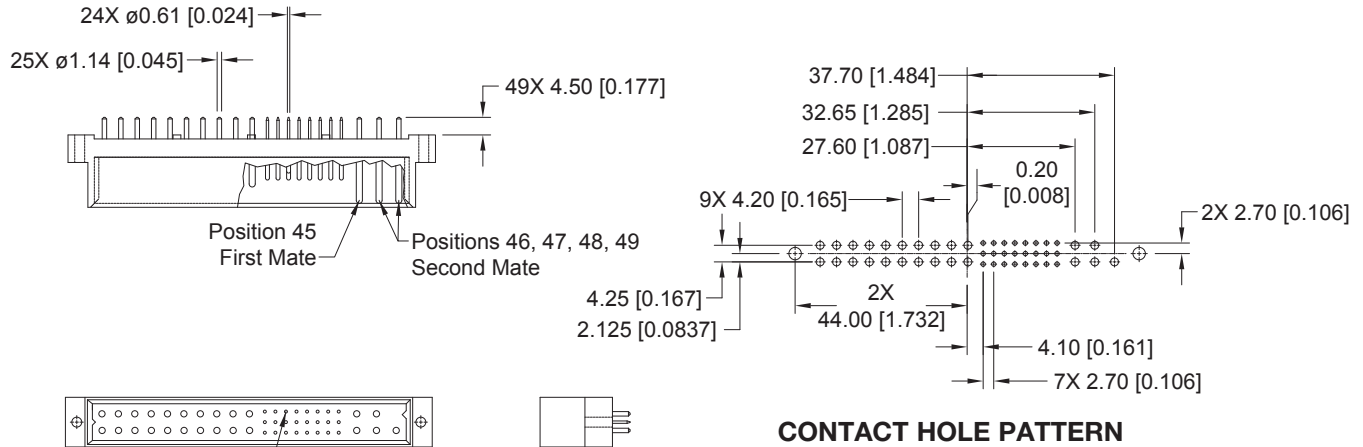 24X ø0.61 [0.024]
25X ø1.14 [0.045]
49X 4.50 [0.177]
Position 45
First Mate
Positions 46, 47, 48, 49
Second Mate
37.70 [1.484]
32.65 [1.285]
27.60 [1.087]
0.20
[0.008]
9X 4.20 [0.165]
2X 2.70 [0.106]
4.25 [0.167]
2.125 [0.0837]
2X
44.00 [1.732]
4.10 [0.161]
7X 2.70 [0.106]
CONTACT HOLE PATTERN